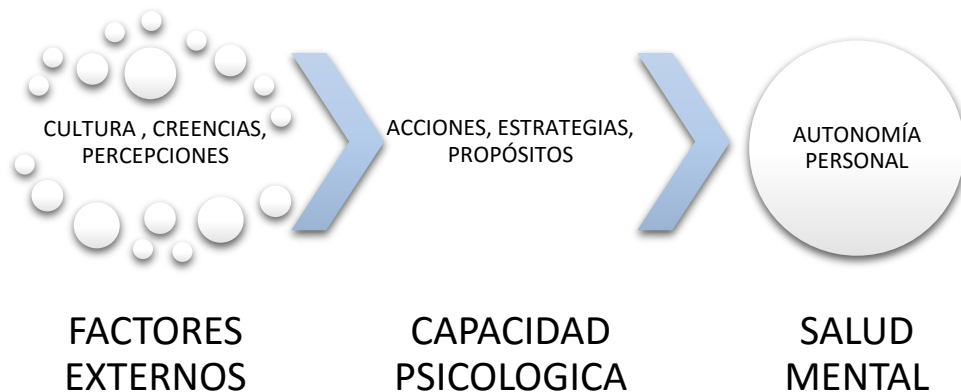 CULTURA , CREENCIAS,
PERCEPCIONES
ACCIONES, ESTRATEGIAS,
PROPÓSITOS
AUTONOMÍA
PERSONAL
FACTORES
EXTERNOS
CAPACIDAD
PSICOLOGICA
SALUD
MENTAL